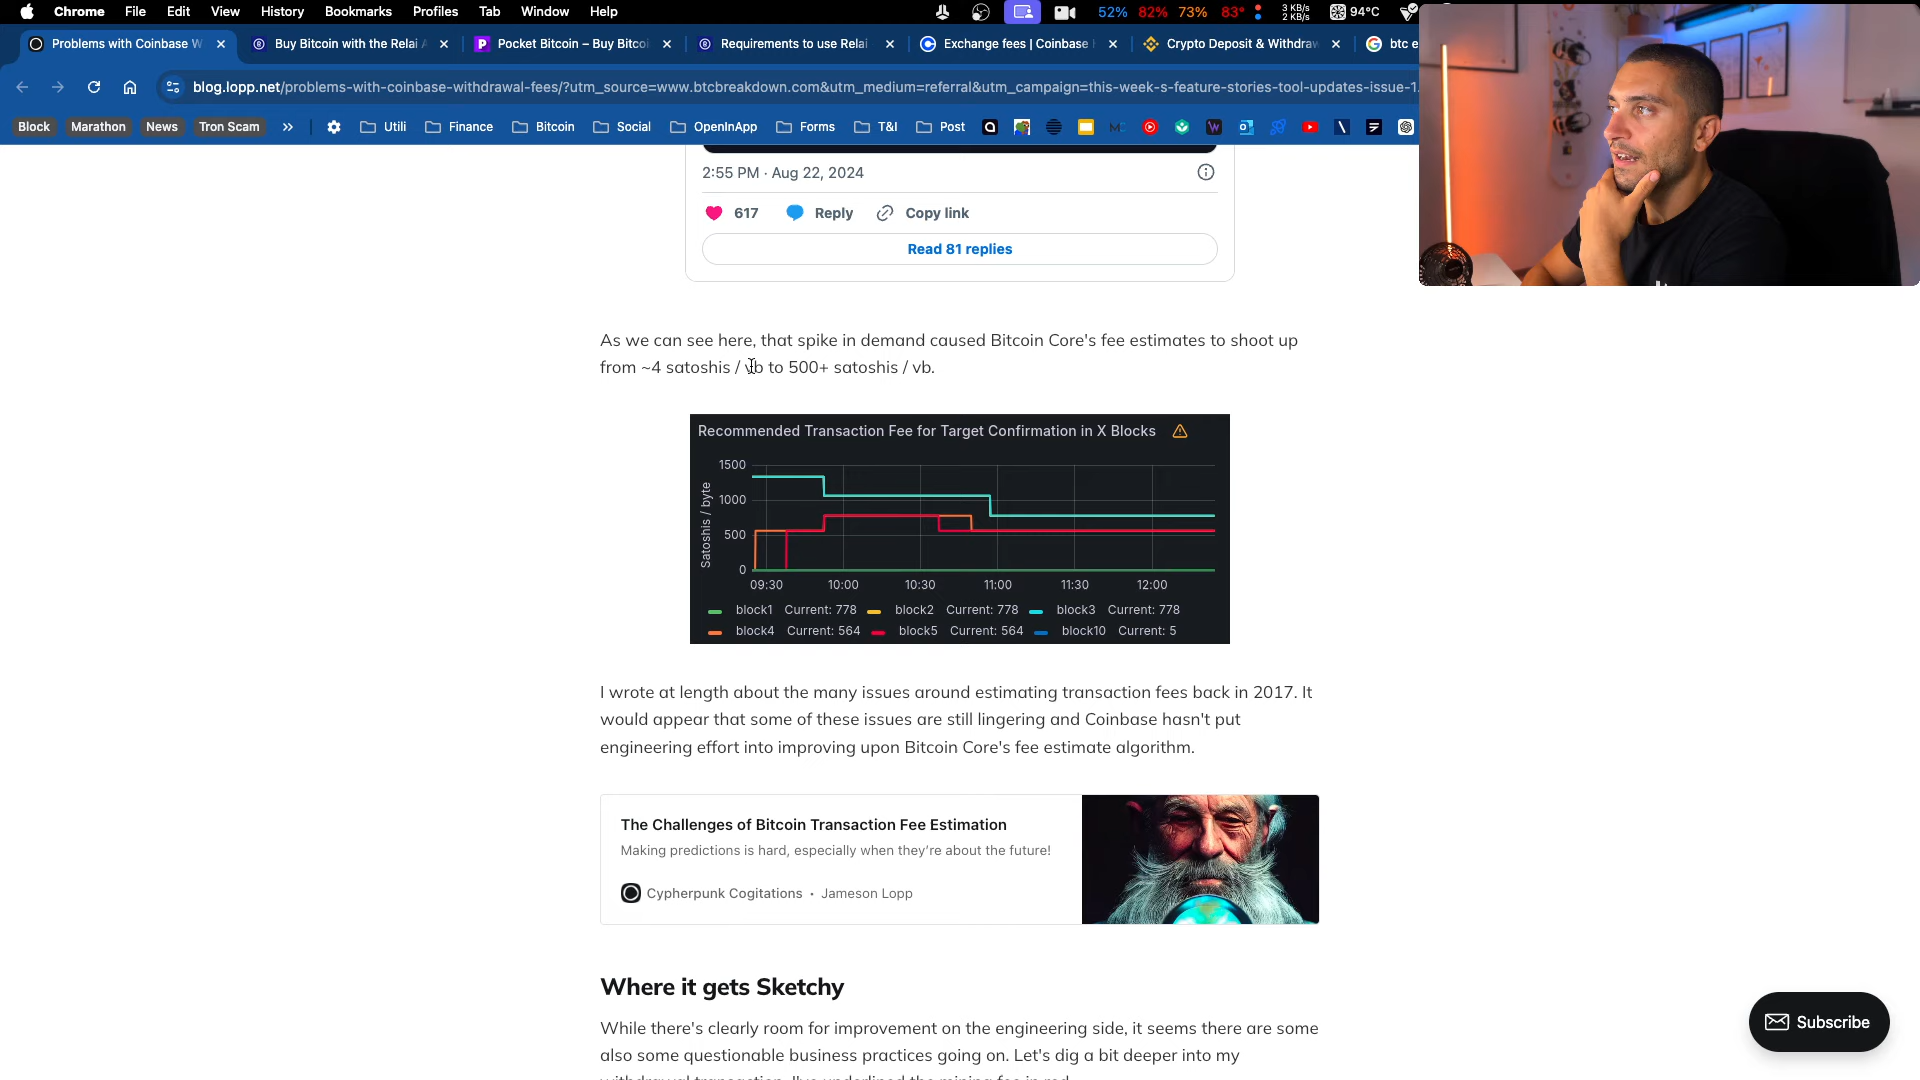 Chrome File Edit View History Bookmarks Profiles Tab Window Help 52% 82% 73% 83° 3 KB/s 2 KB/s 94°C
Problems with Coinbase W Buy Bitcoin with the Relai A Pocket Bitcoin – Buy Bitcoi Requirements to use Relai Exchange fees | Coinbase Crypto Deposit & Withdraw btc e
blog.lopp.net/problems-with-coinbase-withdrawal-fees/?utm_source=www.btcbreakdown.com&utm_medium=referral&utm_campaign=this-week-s-feature-stories-tool-updates-issue-1
Block Marathon News Tron Scam » Utili Finance Bitcoin Social OpenInApp Forms T&I Post
2:55 PM · Aug 22, 2024
617 Reply Copy link
Read 81 replies
As we can see here, that spike in demand caused Bitcoin Core's fee estimates to shoot up
from ~4 satoshis / vb to 500+ satoshis / vb.
Recommended Transaction Fee for Target Confirmation in X Blocks
Satoshis / byte
1500
1000
500
0
09:30 10:00 10:30 11:00 11:30 12:00
block1 Current: 778 block2 Current: 778 block3 Current: 778
block4 Current: 564 block5 Current: 564 block10 Current: 5
I wrote at length about the many issues around estimating transaction fees back in 2017. It
would appear that some of these issues are still lingering and Coinbase hasn't put
engineering effort into improving upon Bitcoin Core's fee estimate algorithm.
The Challenges of Bitcoin Transaction Fee Estimation
Making predictions is hard, especially when they're about the future!
Cypherpunk Cogitations • Jameson Lopp
Where it gets Sketchy
While there's clearly room for improvement on the engineering side, it seems there are some
also some questionable business practices going on. Let's dig a bit deeper into my
withdrawal transaction. I've underlined the mining fee in red.
Subscribe